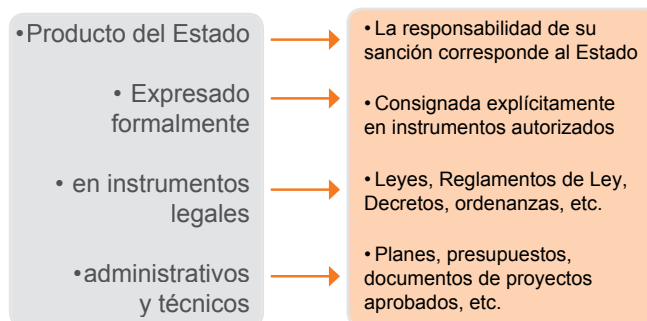 •Producto del Estado
• La responsabilidad de su
sanción corresponde al Estado
• Expresado
formalmente
• Consignada explícitamente
en instrumentos autorizados
• en instrumentos
legales
• Leyes, Reglamentos de Ley,
Decretos, ordenanzas, etc.
•administrativos
y técnicos
• Planes, presupuestos,
documentos de proyectos
aprobados, etc.